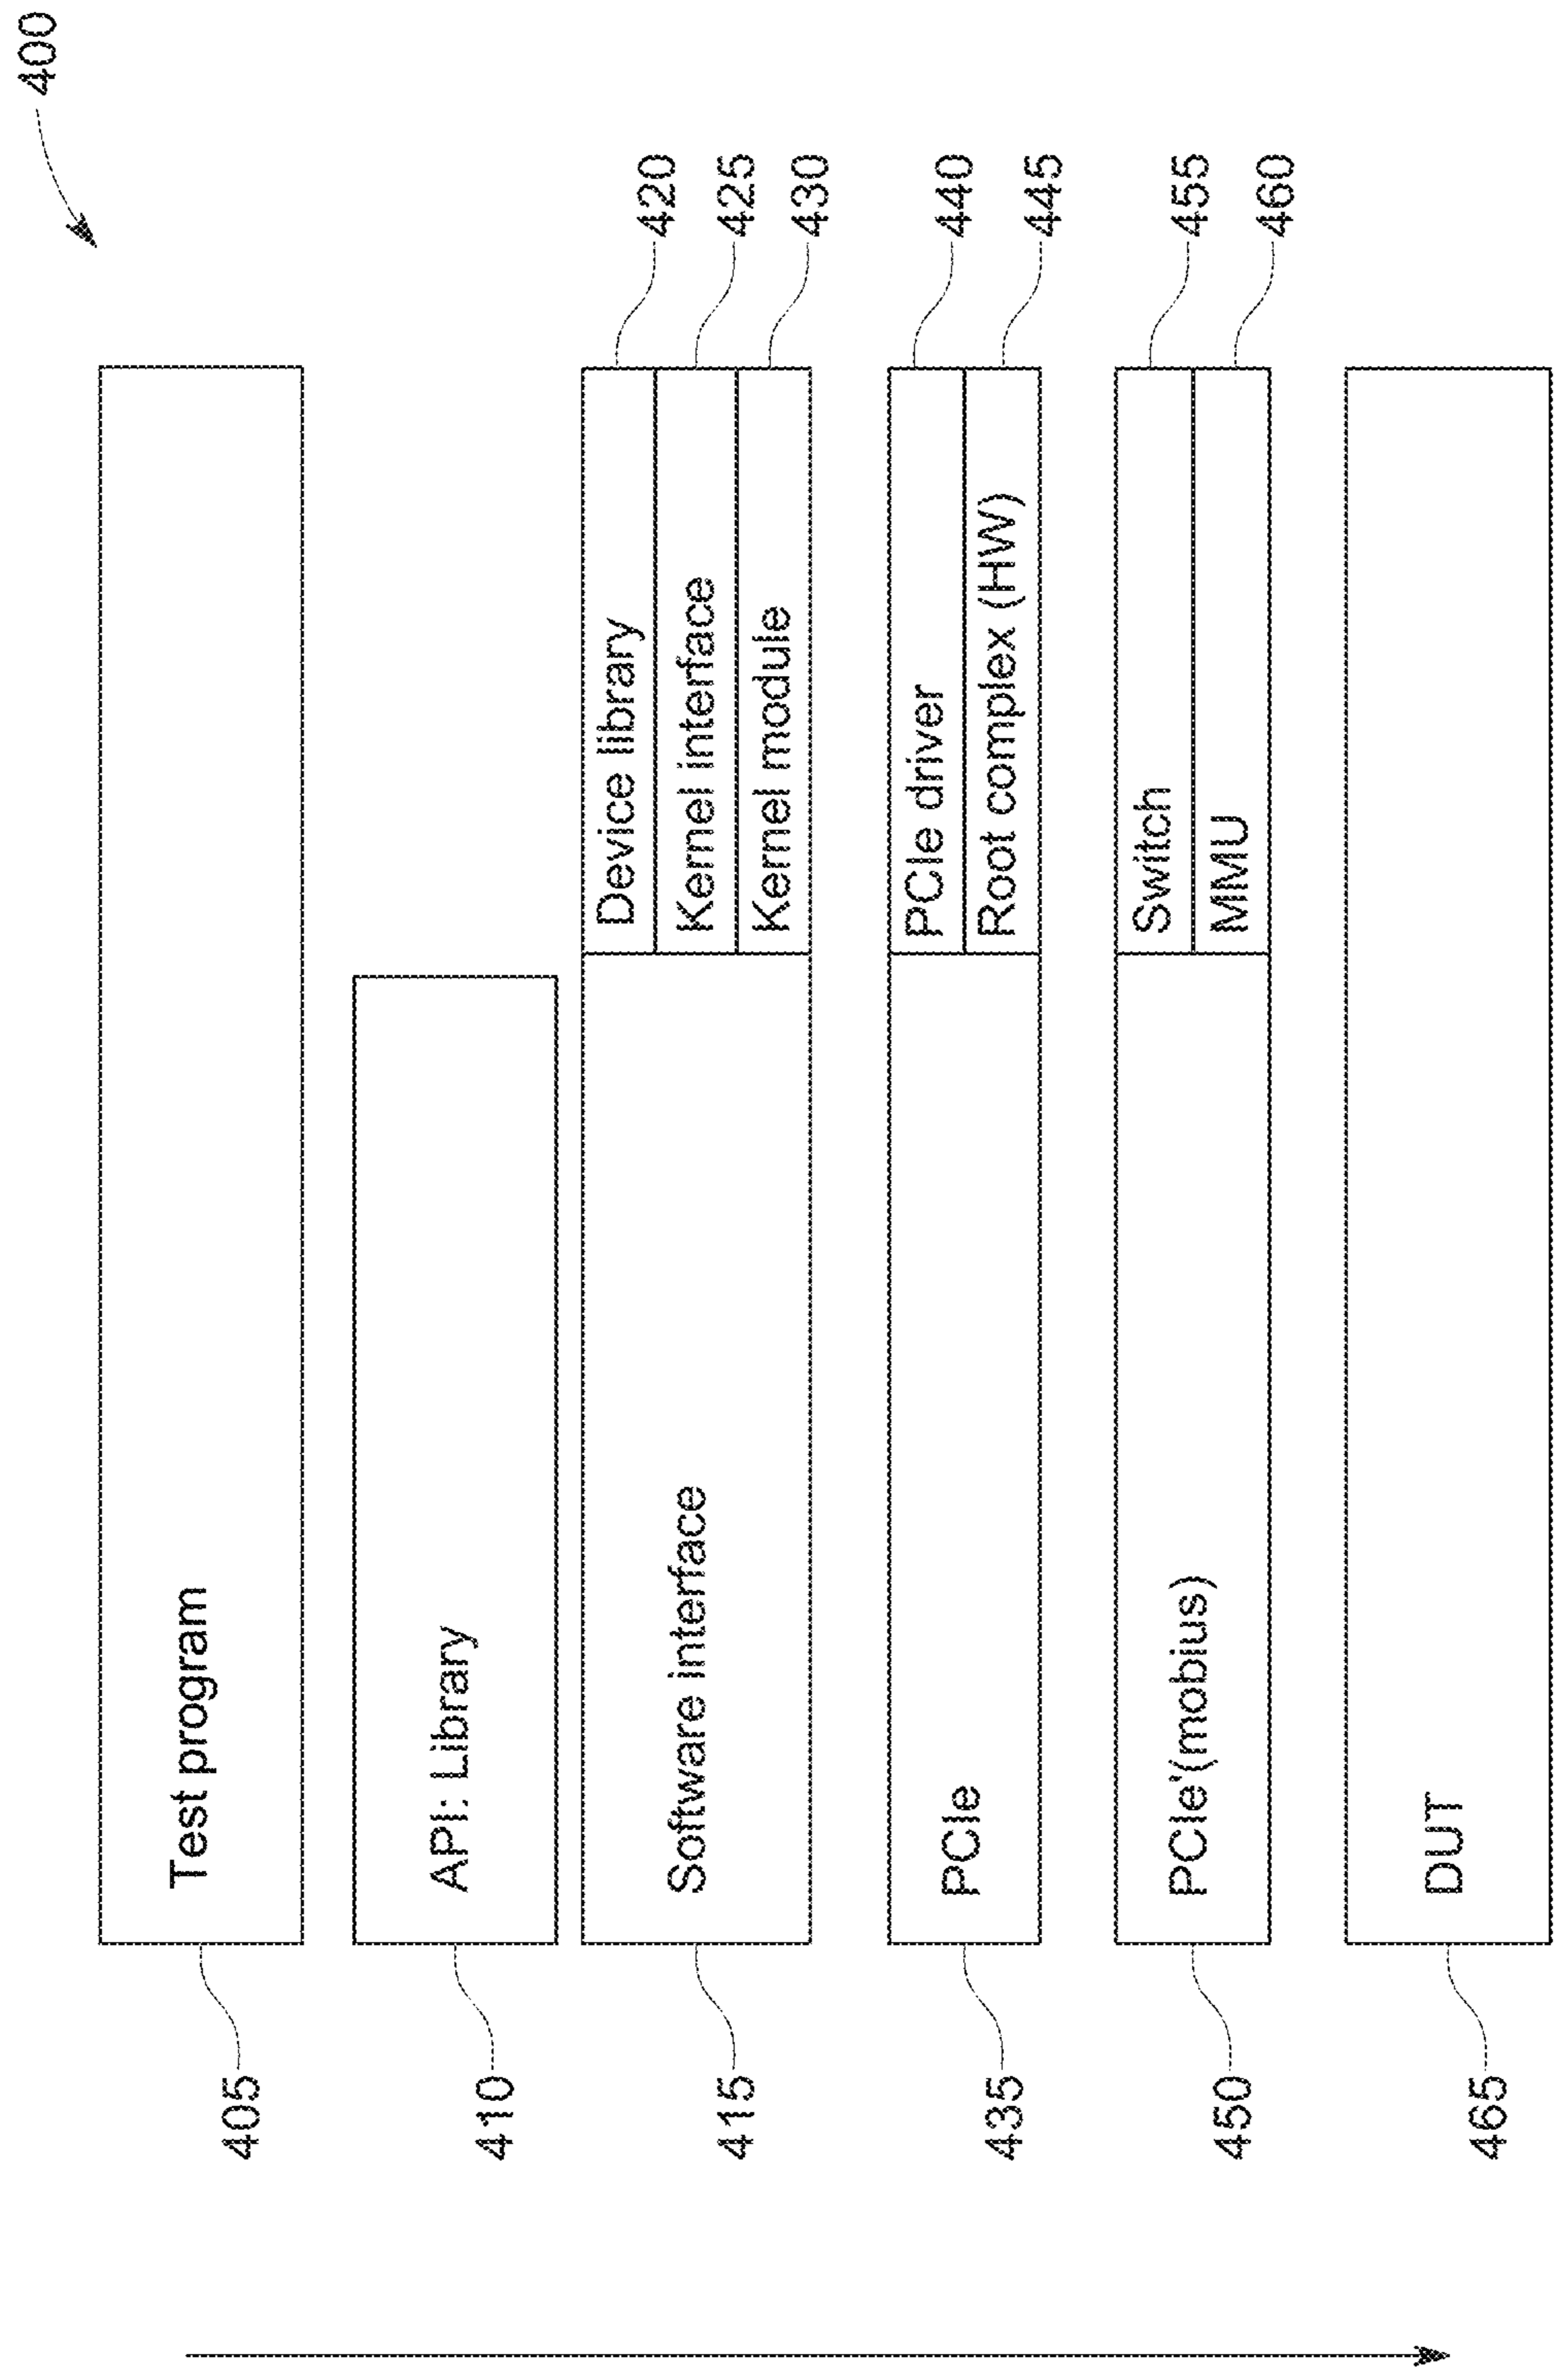 400
Test program
405
API: Library
410
Software interface
415
Device library
420
Kernel interface
425
Kernel module
430
PCIe
435
PCIe driver
440
Root complex (HW)
445
PCIe'(mobius)
450
Switch
455
MMU
460
DUT
465